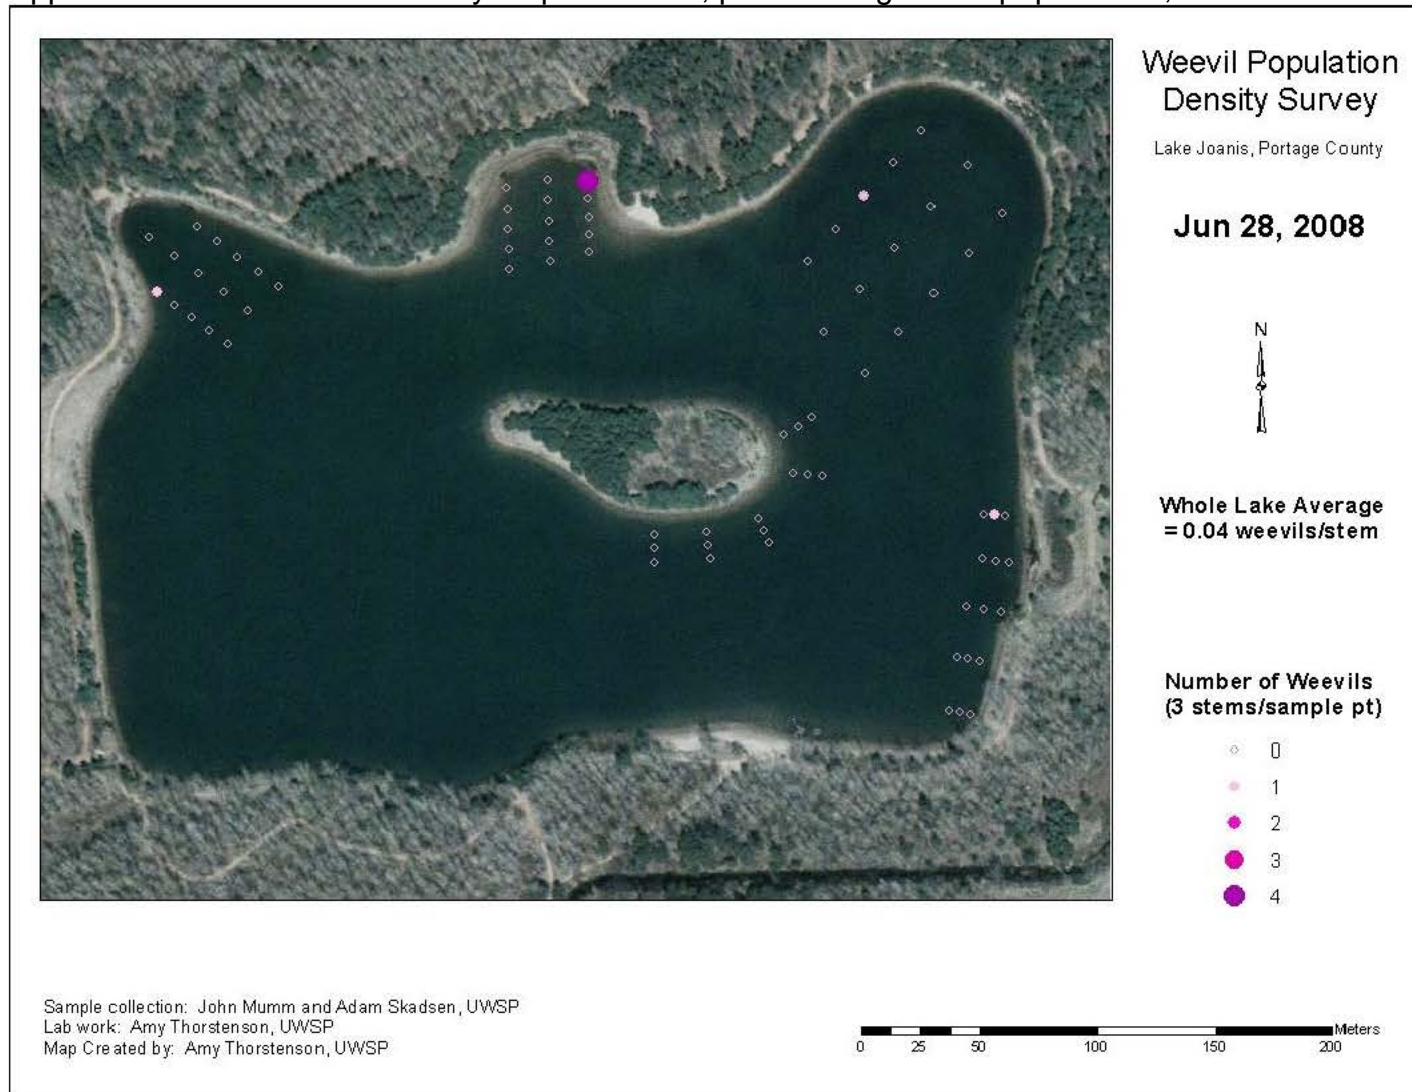 Weevil Population
Density Survey
Lake Joanis, Portage County
Jun 28, 2008
N
Whole Lake Average
= 0.04 weevils/stem
Number of Weevils
(3 stems/sample pt)
0
1
2
3
4
Sample collection: John Mumm and Adam Skadsen, UWSP
Lab work: Amy Thorstenson, UWSP
Map Created by: Amy Thorstenson, UWSP
Meters
0 25 50 100 150 200